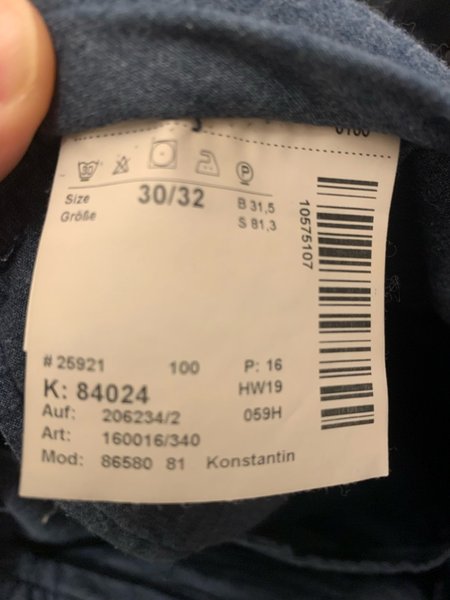 Size 30/32 B 31,5
Größe S 81,3
10575107
# 25921 100 P: 16
K: 84024 HW19
Auf: 206234/2 059H
Art: 160016/340
Mod: 86580 81 Konstantin